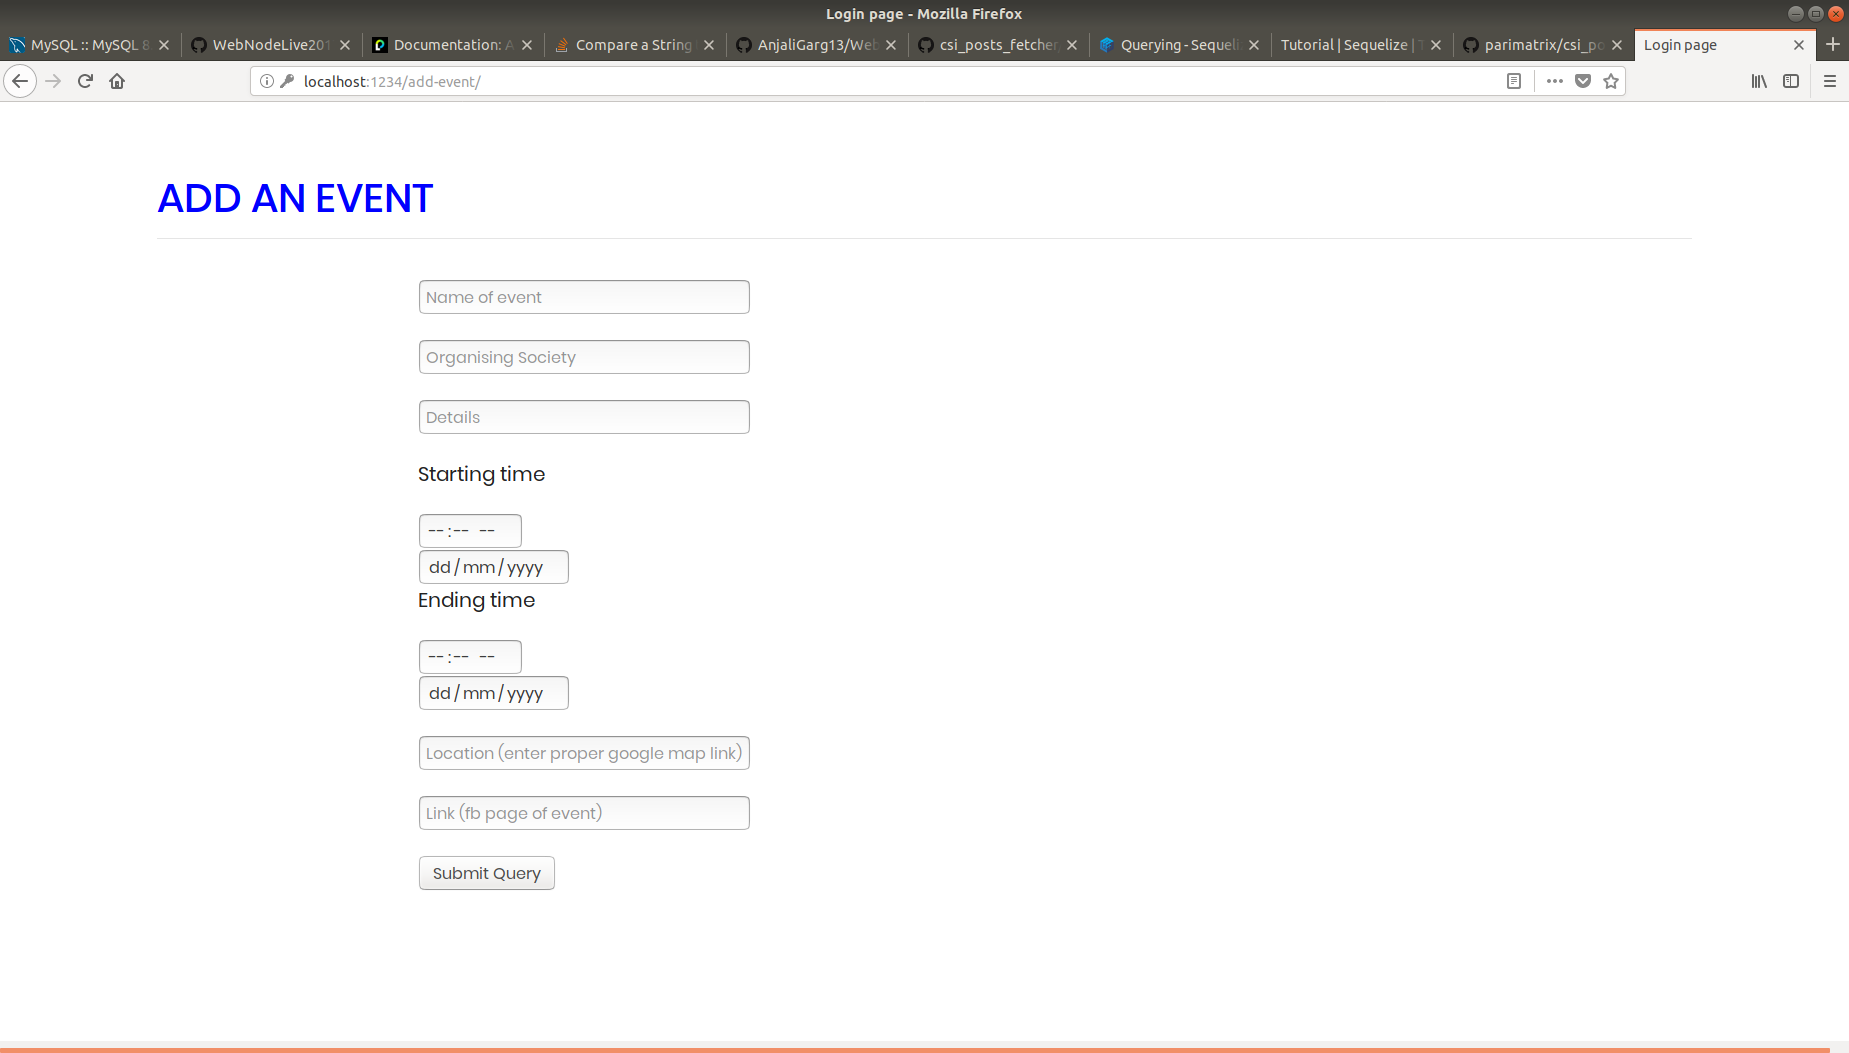 Login page - Mozilla Firefox
MySQL :: MySQL 8
WebNodeLive201
Documentation: A
Compare a String
AnjaliGarg13/Web
csi_posts_fetcher
Querying - Sequeli
Tutorial | Sequelize | T
parimatrix/csi_po
Login page
localhost:1234/add-event/
ADD AN EVENT
Name of event
Organising Society
Details
Starting time
-- : -- --
dd / mm / yyyy
Ending time
-- : -- --
dd / mm / yyyy
Location (enter proper google map link)
Link (fb page of event)
Submit Query